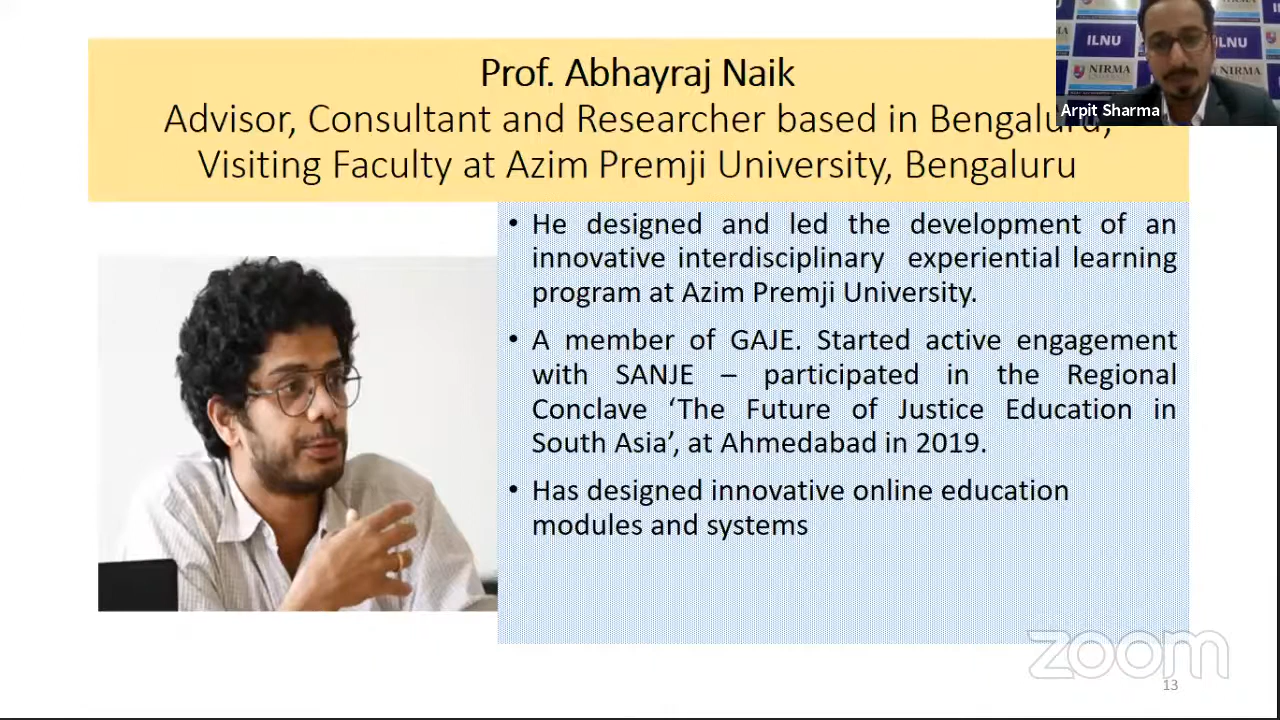 Prof. Abhayraj Naik
Advisor, Consultant and Researcher based in Bengaluru,
Visiting Faculty at Azim Premji University, Bengaluru
ILNU
LNU
NIRMA
NIRMA
Arpit Sharma
• He designed and led the development of an
innovative interdisciplinary experiential learning
program at Azim Premji University.
• A member of GAJE. Started active engagement
with SANJE – participated in the Regional
Conclave ‘The Future of Justice Education in
South Asia’, at Ahmedabad in 2019.
• Has designed innovative online education
modules and systems
zoom
13